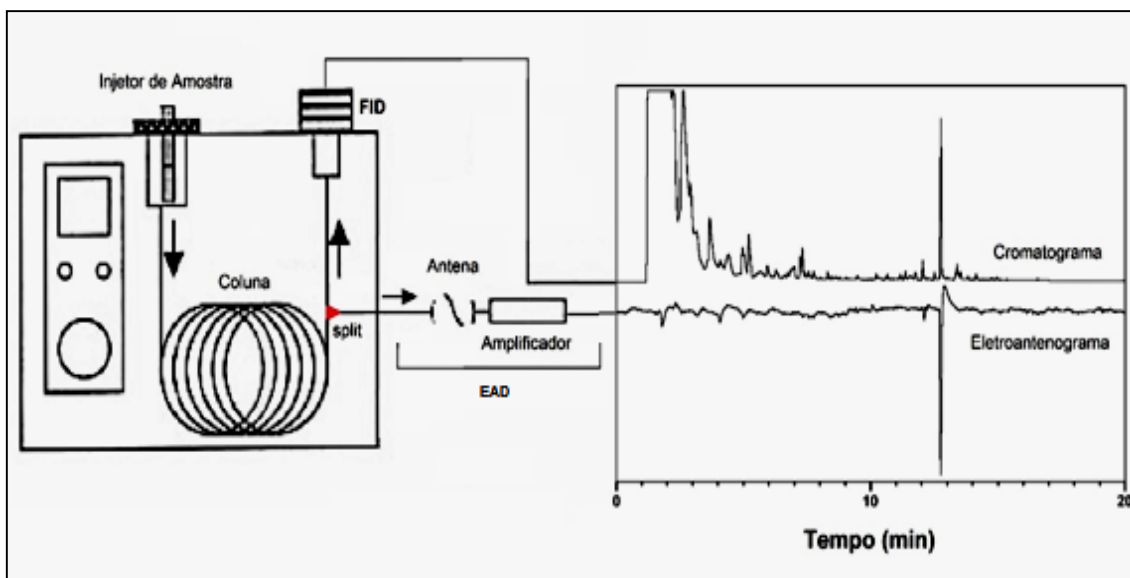 Injetor de Amostra
FID
Coluna
split
Antena
Amplificador
EAD
Cromatograma
Eletroantenograma
0
10
20
Tempo (min)